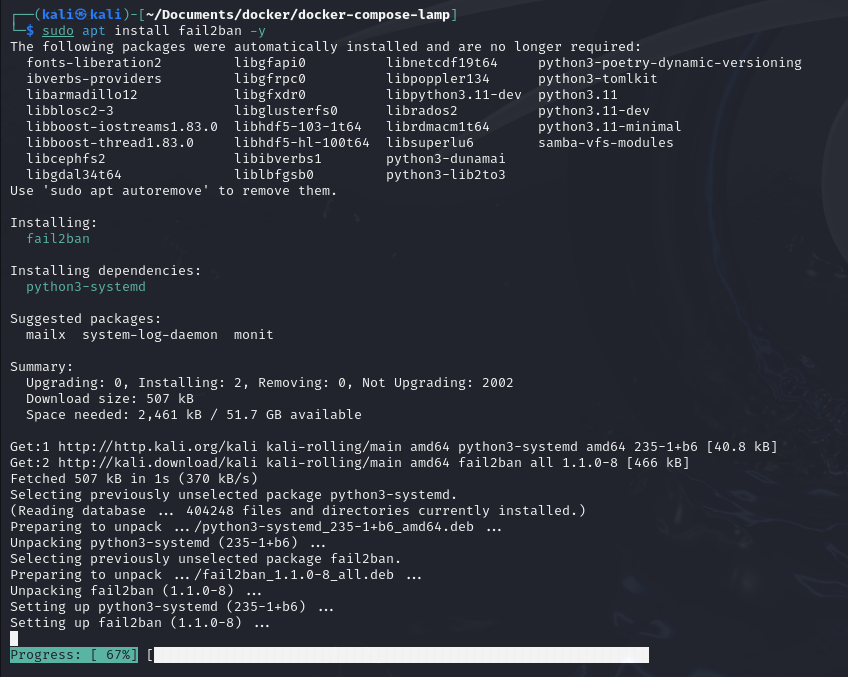 ┌──(kali㉿kali)-[~/Documents/docker/docker-compose-lamp]
└─$ sudo apt install fail2ban -y
The following packages were automatically installed and are no longer required:
  fonts-liberation2        libgfapi0          libnetcdf19t64     python3-poetry-dynamic-versioning
  ibverbs-providers        libgfrpc0          libpoppler134      python3-tomlkit
  libarmadillo12           libgfxdr0          libpython3.11-dev  python3.11
  libblosc2-3              libglusterfs0      librados2          python3.11-dev
  libboost-iostreams1.83.0  libhdf5-103-1t64   librdmacm1t64      python3.11-minimal
  libboost-thread1.83.0    libhdf5-hl-100t64  libsuperlu6        samba-vfs-modules
  libcephfs2               libibverbs1        python3-dunamai
  libgdal34t64             liblbfgsb0         python3-lib2to3
Use 'sudo apt autoremove' to remove them.

Installing:
  fail2ban

Installing dependencies:
  python3-systemd

Suggested packages:
  mailx  system-log-daemon  monit

Summary:
  Upgrading: 0, Installing: 2, Removing: 0, Not Upgrading: 2002
  Download size: 507 kB
  Space needed: 2,461 kB / 51.7 GB available

Get:1 http://http.kali.org/kali kali-rolling/main amd64 python3-systemd amd64 235-1+b6 [40.8 kB]
Get:2 http://kali.download/kali kali-rolling/main amd64 fail2ban all 1.1.0-8 [466 kB]
Fetched 507 kB in 1s (370 kB/s)
Selecting previously unselected package python3-systemd.
(Reading database ... 404248 files and directories currently installed.)
Preparing to unpack .../python3-systemd_235-1+b6_amd64.deb ...
Unpacking python3-systemd (235-1+b6) ...
Selecting previously unselected package fail2ban.
Preparing to unpack .../fail2ban_1.1.0-8_all.deb ...
Unpacking fail2ban (1.1.0-8) ...
Setting up python3-systemd (235-1+b6) ...
Setting up fail2ban (1.1.0-8) ...
Progress: [ 67%] [